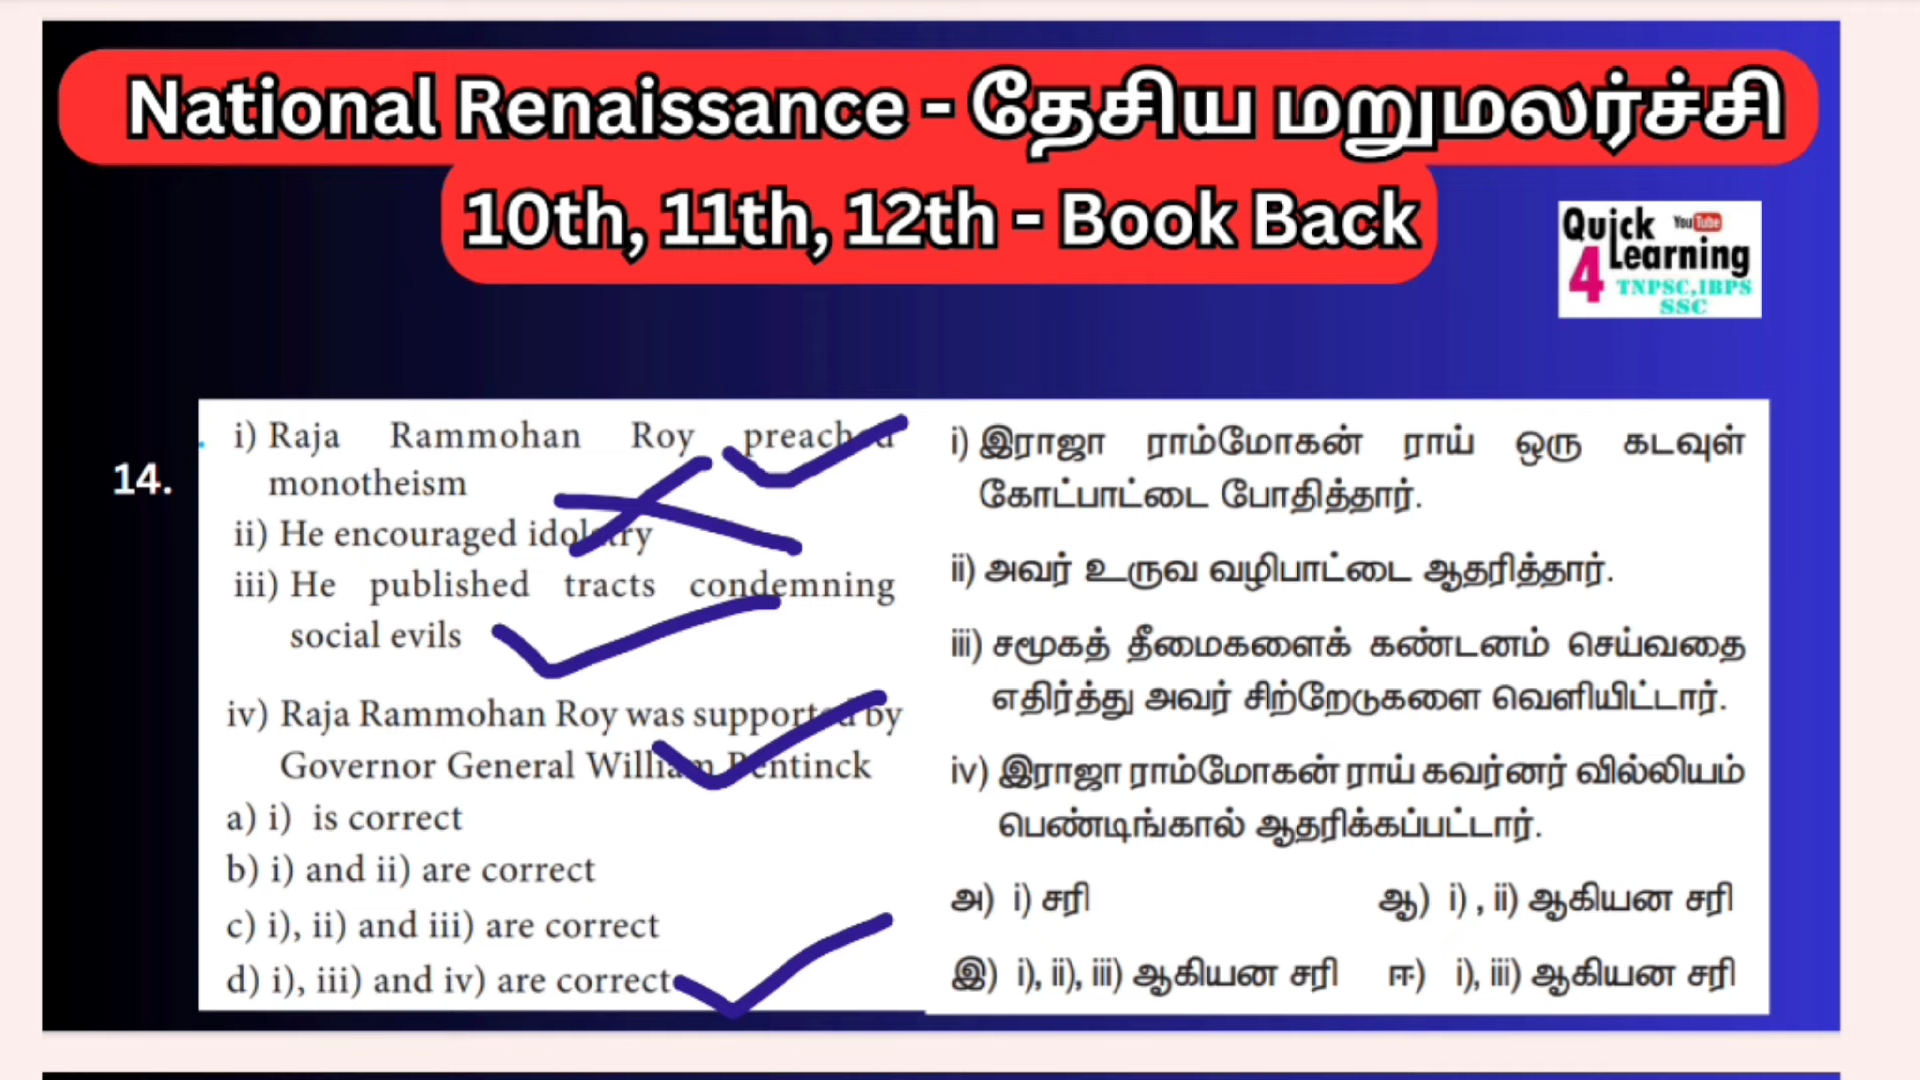 National Renaissance - தேசிய மறுமலர்ச்சி
10th, 11th, 12th - Book Back
Quick YouTube
4 Learning
TNPSC,IBPS
SSC
14.
i) Raja Rammohan Roy preached
monotheism
ii) He encouraged idolatry
iii) He published tracts condemning
social evils
iv) Raja Rammohan Roy was supported by
Governor General William Bentinck
a) i) is correct
b) i) and ii) are correct
c) i), ii) and iii) are correct
d) i), iii) and iv) are correct
i) இராஜா ராம்மோகன் ராய் ஒரு கடவுள்
கோட்பாட்டை போதித்தார்.
ii) அவர் உருவ வழிபாட்டை ஆதரித்தார்.
iii) சமூகத் தீமைகளைக் கண்டனம் செய்வதை
எதிர்த்து அவர் சிற்றேடுகளை வெளியிட்டார்.
iv) இராஜா ராம்மோகன் ராய் கவர்னர் வில்லியம்
பெண்டிங்கால் ஆதரிக்கப்பட்டார்.
அ) i) சரி ஆ) i) , ii) ஆகியன சரி
இ) i), ii), iii) ஆகியன சரி ஈ) i), iii) ஆகியன சரி